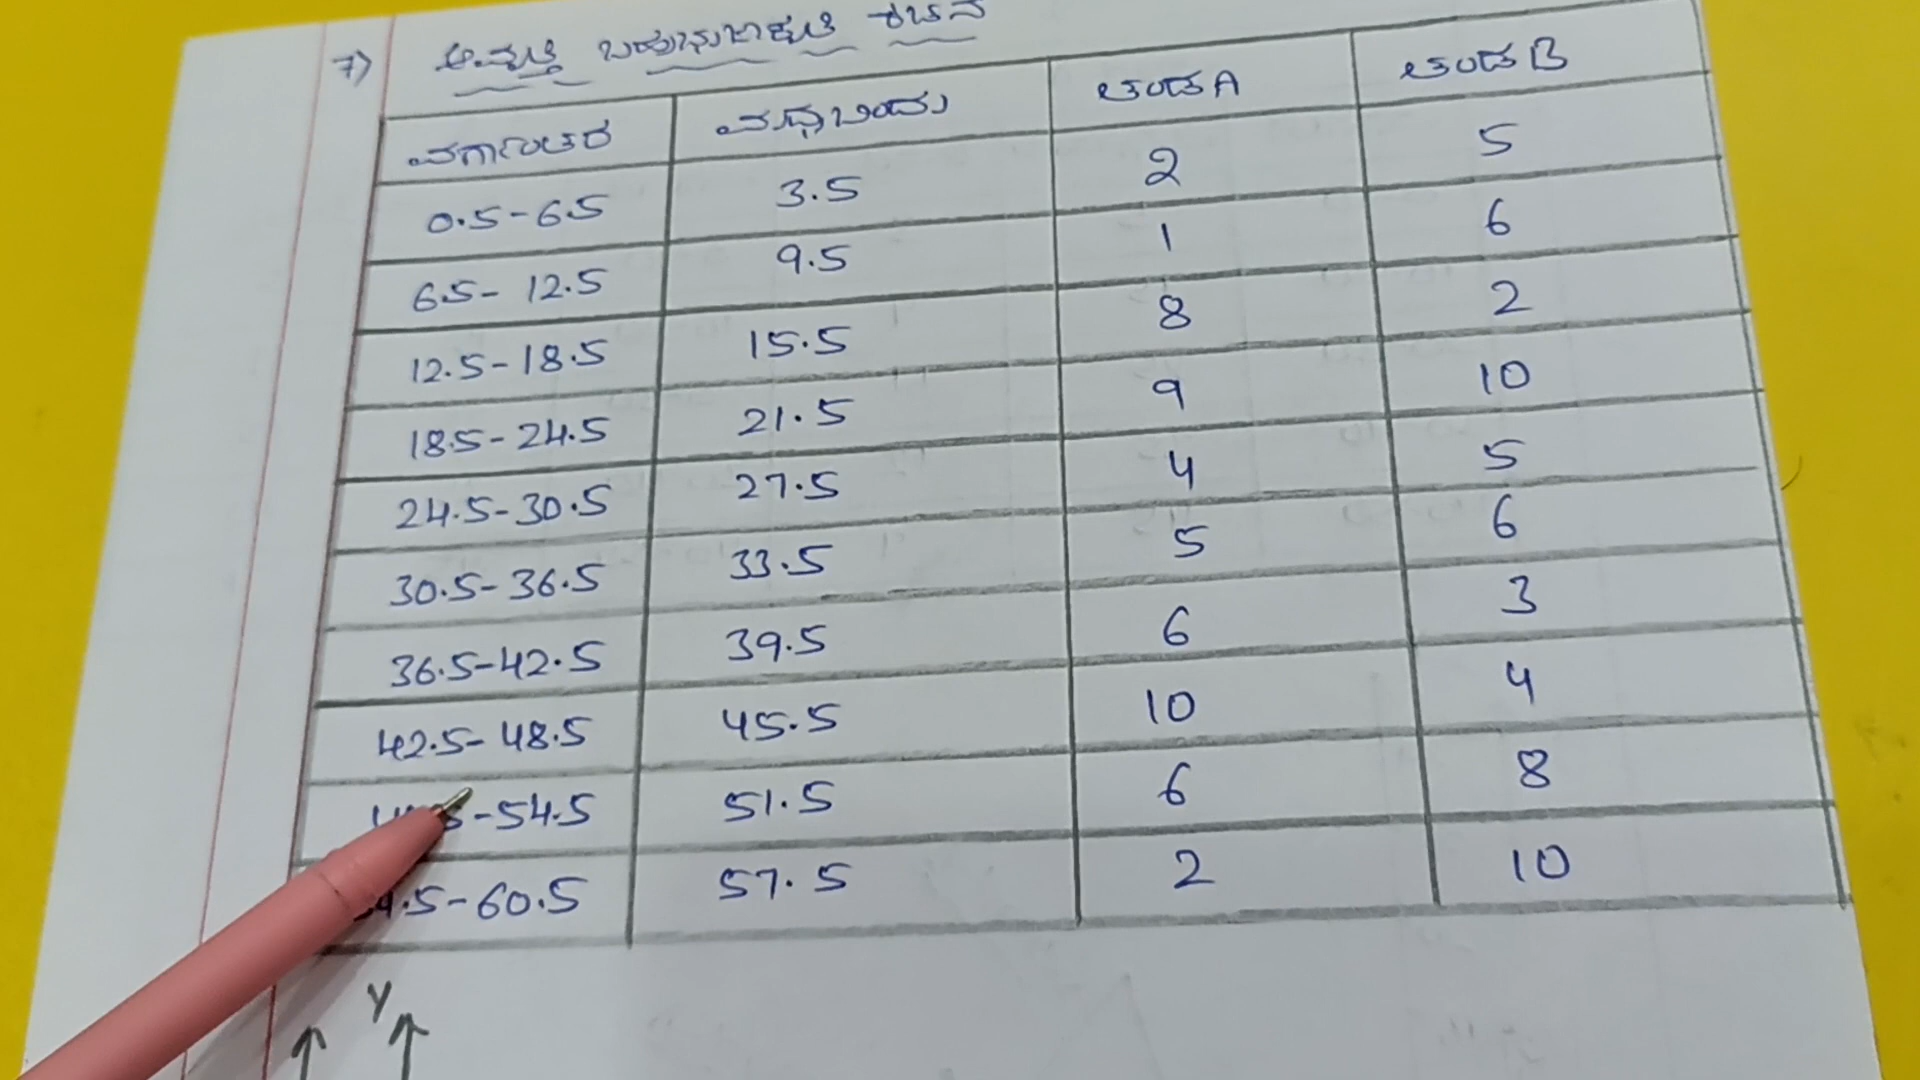 7) ಆವೃತ್ತಿ ಬಹುಭುಜಾಕೃತಿ ರಚನೆ
ವರ್ಗಾಂತರ ಮಧ್ಯಬಿಂದು ತಂಡ A ತಂಡ B
0.5-6.5 3.5 2 5
6.5-12.5 9.5 1 6
12.5-18.5 15.5 8 2
18.5-24.5 21.5 9 10
24.5-30.5 27.5 4 5
30.5-36.5 33.5 5 6
36.5-42.5 39.5 6 3
42.5-48.5 45.5 10 4
-54.5 51.5 6 8
-60.5 57.5 2 10
Y